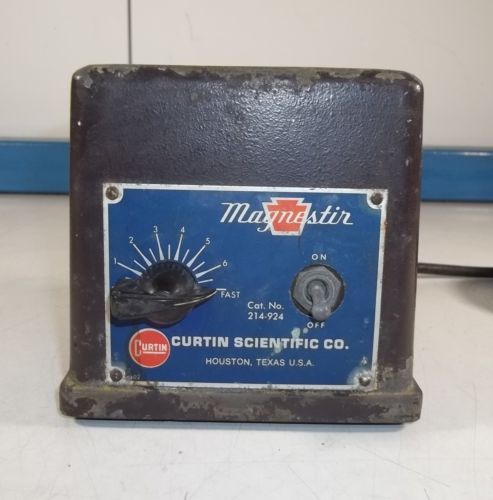 Magnestir
1
2
3
4
5
6
FAST
ON
OFF
Cat. No.
214-924
CURTIN
CURTIN SCIENTIFIC CO.
HOUSTON, TEXAS U.S.A.